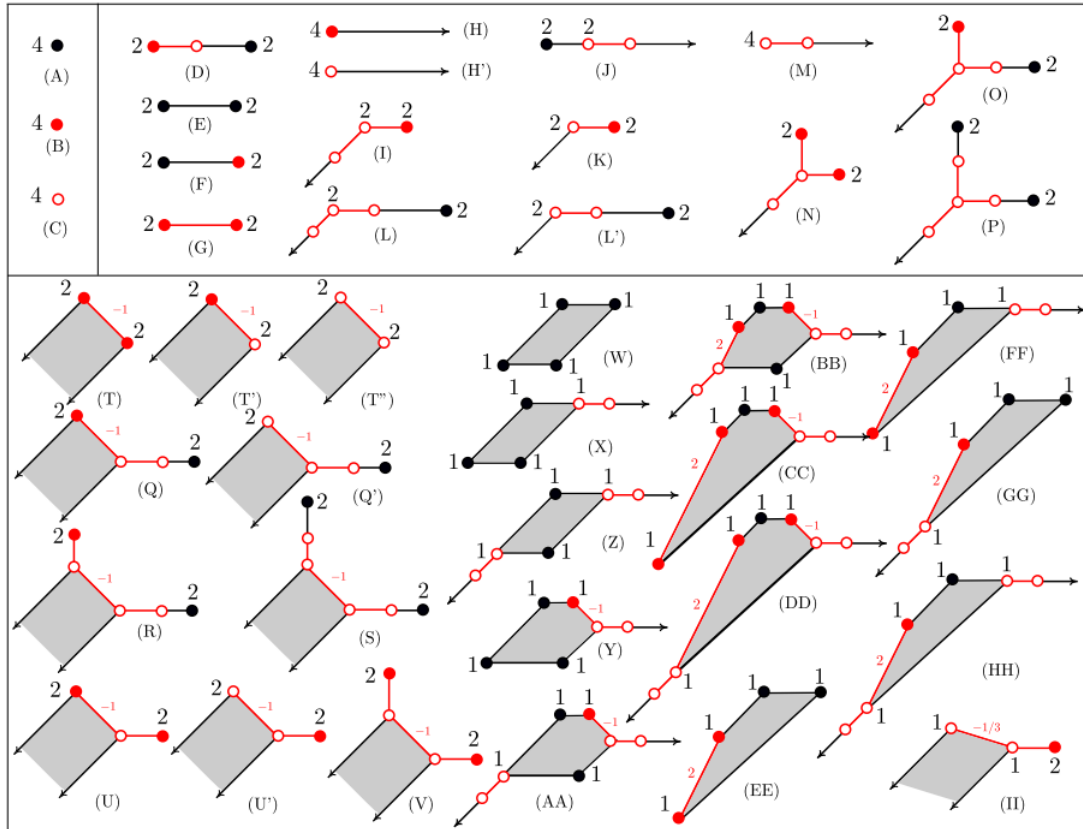 4
(A)
4
(B)
4
(C)
2 2
(D)
2 2
(E)
2 2
(F)
2 2
(G)
4 (H)
4 (H')
2 2
(I)
2 2
(L)
2 2
(J)
2 2
(K)
2 2
(L')
4
(M)
2 2
(N)
2 2
(O)
2 2
(P)
2 −1 2
(T)
2 −1 2
(T')
2 −1 2
(T'')
2 −1 2
(Q)
2 −1 2
(Q')
2 −1 2
(R)
2 −1 2
(S)
2 −1 2
(U)
2 −1 2
(U')
2 −1 2
(V)
1 1
1 1
(W)
1 1
1 1
(X)
1 1
1 1
(Z)
1 1 −1
1 1
(Y)
1 1 −1
1 1
(AA)
1 1
1 −1
2
1
(BB)
1 1
1 −1
2
1
(CC)
1 1
1 −1
2
1
(DD)
1 1
1
2
1
(EE)
1 1
1
2
1
(FF)
1 1
1
2
1
(GG)
1 1
1
2
1
(HH)
1 −1/3
1 2
(II)